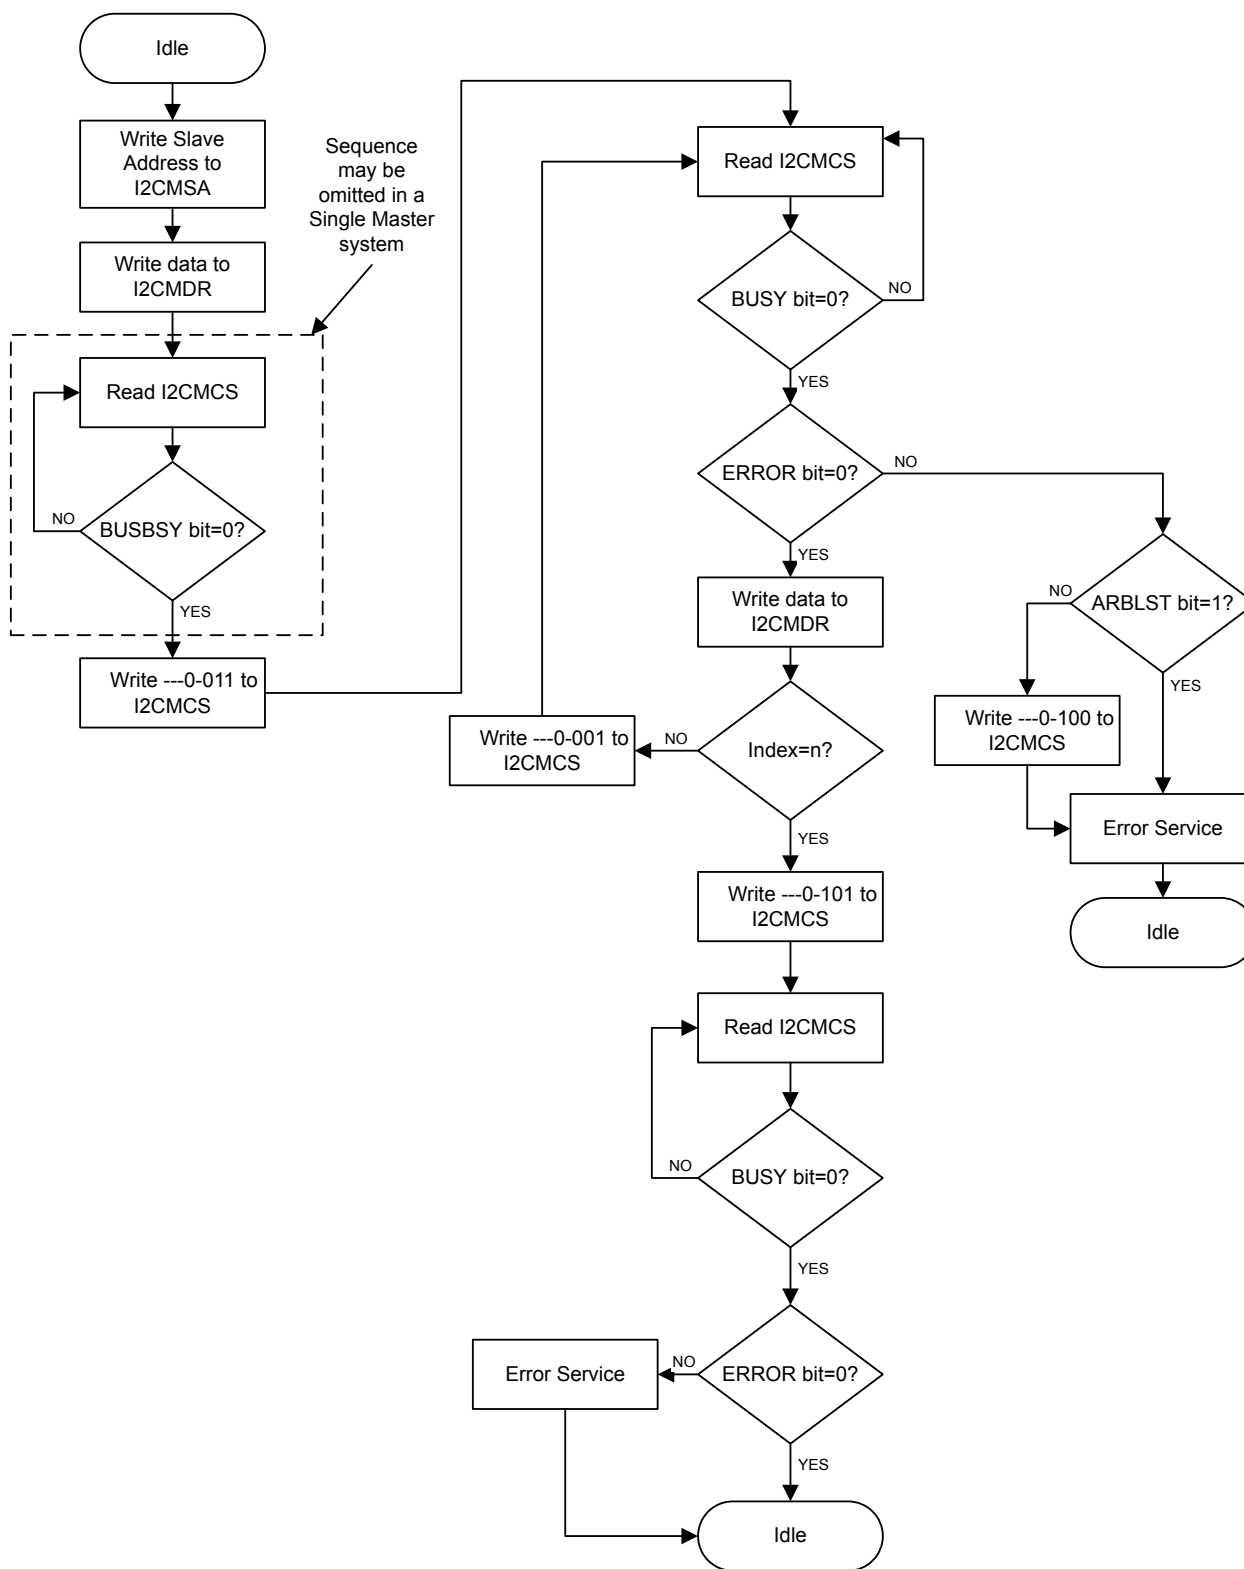 Idle
Write Slave
Address to
I2CMSA
Write data to
I2CMDR
Sequence
may be
omitted in a
Single Master
system
Read I2CMCS
BUSBSY bit=0?
NO
YES
Write ---0-011 to
I2CMCS
Read I2CMCS
BUSY bit=0?
NO
YES
ERROR bit=0?
NO
YES
Write data to
I2CMDR
Index=n?
NO
Write ---0-001 to
I2CMCS
YES
ARBLST bit=1?
NO
YES
Write ---0-100 to
I2CMCS
Error Service
Idle
Write ---0-101 to
I2CMCS
Read I2CMCS
BUSY bit=0?
NO
YES
ERROR bit=0?
NO
Error Service
YES
Idle